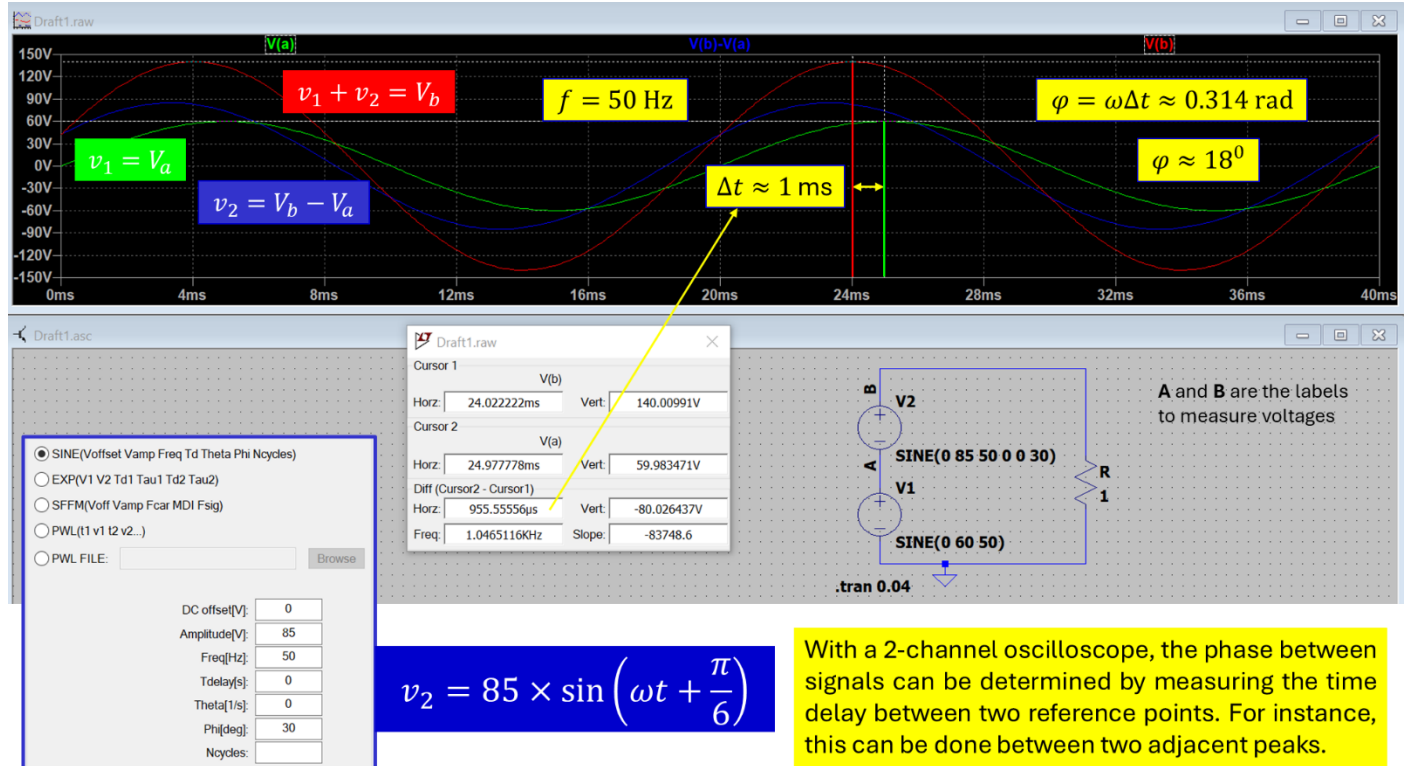 Draft1.raw
V(a)
V(b)-V(a)
V(b)
150V
120V
90V
60V
30V
0V
-30V
-60V
-90V
-120V
-150V
v₁ + v₂ = V_b
f = 50 Hz
φ = ωΔt ≈ 0.314 rad
v₁ = V_a
φ ≈ 18⁰
Δt ≈ 1 ms
v₂ = V_b − V_a
0ms 4ms 8ms 12ms 16ms 20ms 24ms 28ms 32ms 36ms 40ms
Draft1.asc
Draft1.raw
Cursor 1
V(b)
Horz: 24.022222ms Vert: 140.00991V
Cursor 2
V(a)
Horz: 24.977778ms Vert: 59.983471V
Diff (Cursor2 - Cursor1)
Horz: 955.55556µs Vert: -80.026437V
Freq: 1.0465116KHz Slope: -83748.6
B
V2
SINE(0 85 50 0 0 30)
A
V1
SINE(0 60 50)
R
1
.tran 0.04
A and B are the labels
to measure voltages
SINE(Voffset Vamp Freq Td Theta Phi Ncycles)
EXP(V1 V2 Td1 Tau1 Td2 Tau2)
SFFM(Voff Vamp Fcar MDI Fsig)
PWL(t1 v1 t2 v2...)
PWL FILE: Browse
DC offset[V]: 0
Amplitude[V]: 85
Freq[Hz]: 50
Tdelay[s]: 0
Theta[1/s]: 0
Phi[deg]: 30
Ncycles:
v₂ = 85 × sin(ωt + π/6)
With a 2-channel oscilloscope, the phase between
signals can be determined by measuring the time
delay between two reference points. For instance,
this can be done between two adjacent peaks.